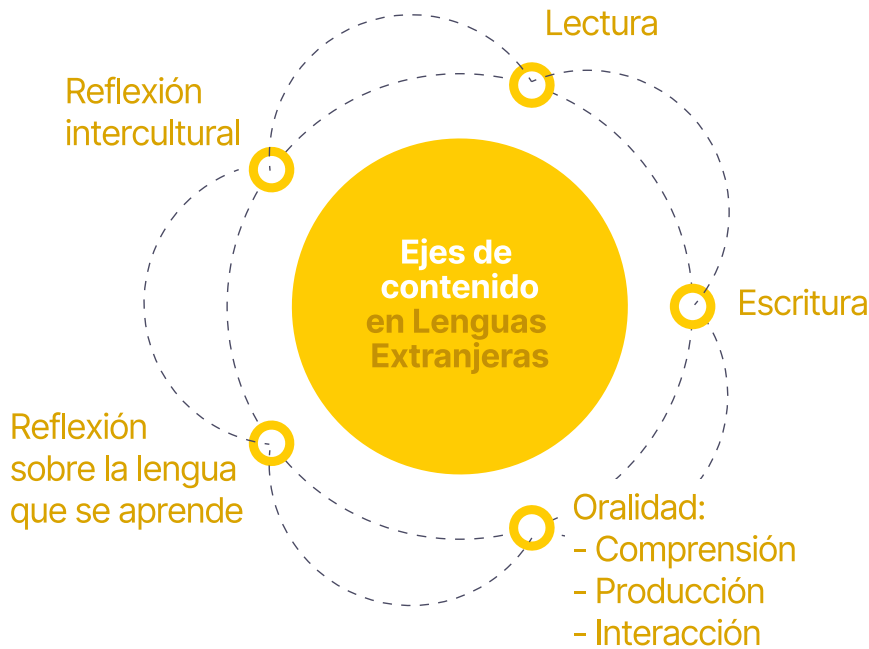 Lectura
Reflexión
intercultural
Ejes de
contenido
en Lenguas
Extranjeras
Escritura
Reflexión
sobre la lengua
que se aprende
Oralidad:
- Comprensión
- Producción
- Interacción